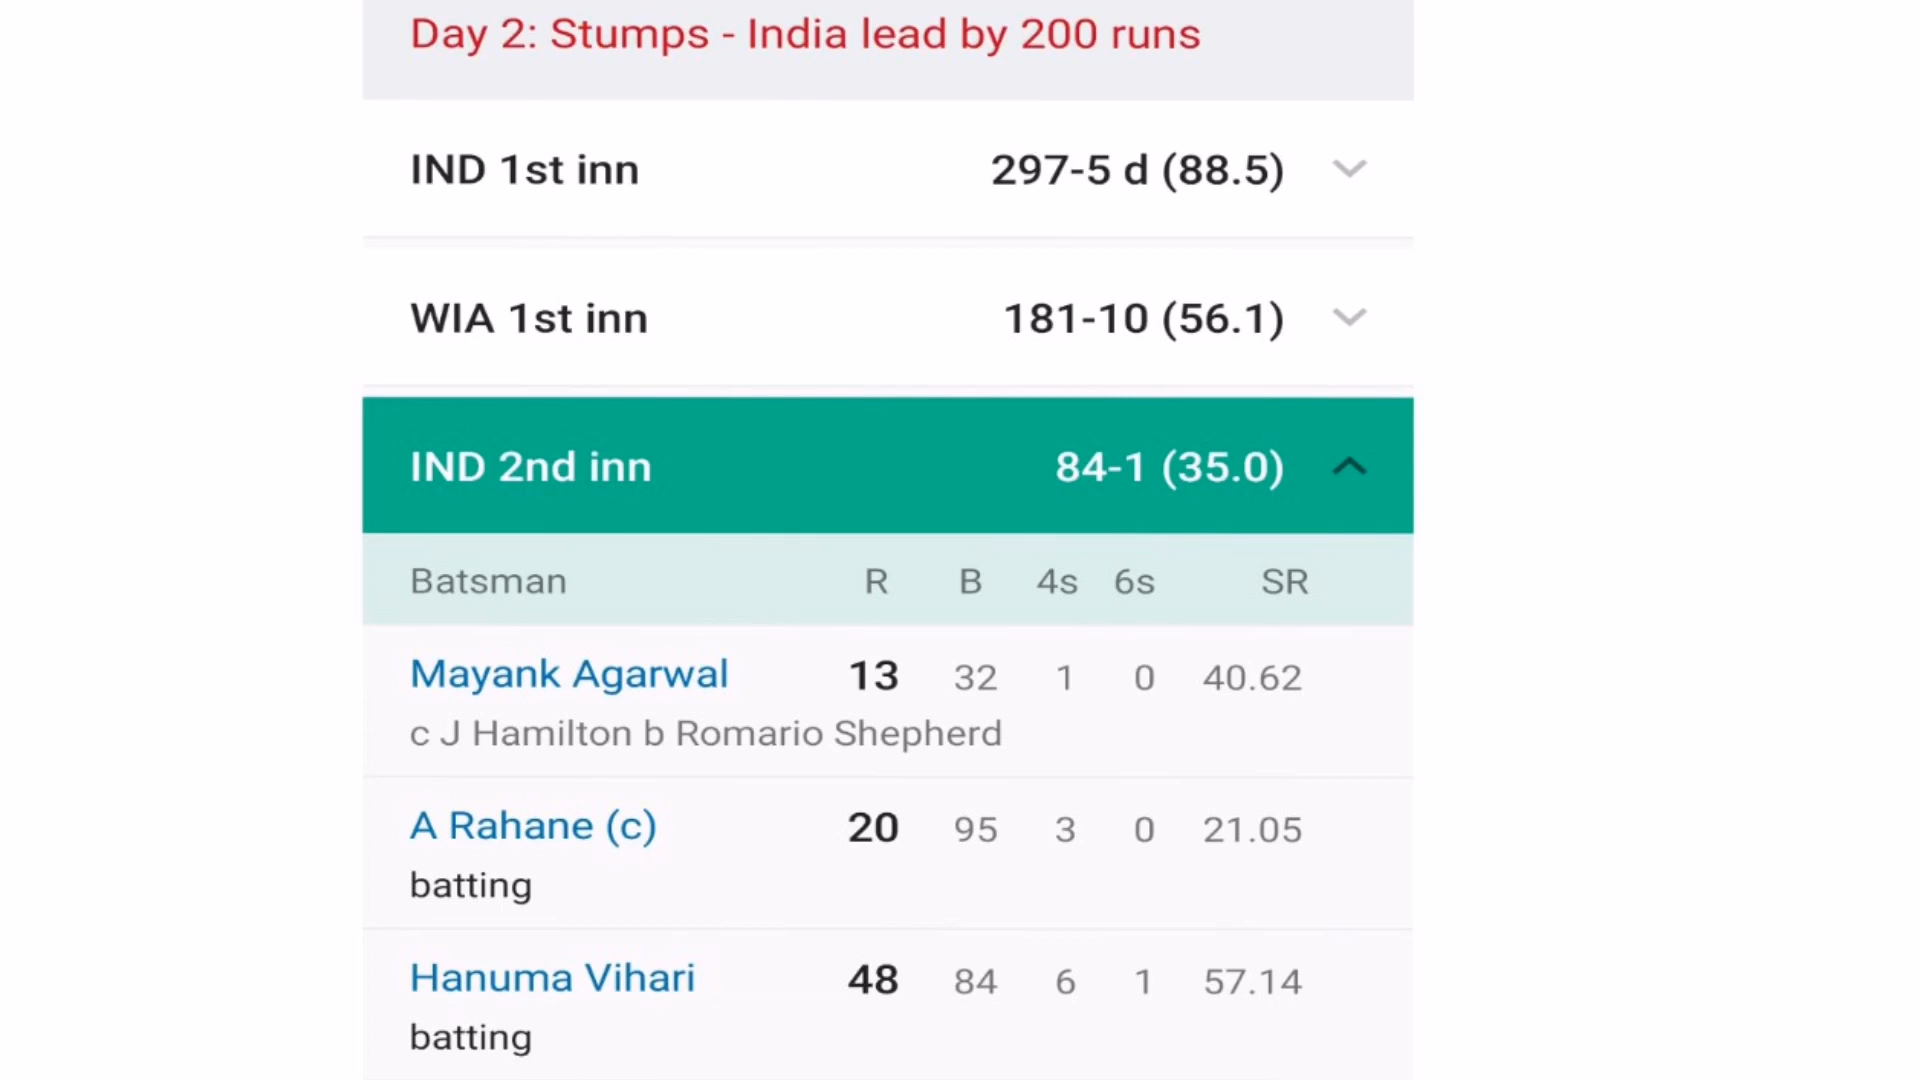 Day 2: Stumps - India lead by 200 runs
IND 1st inn 297-5 d (88.5)
WIA 1st inn 181-10 (56.1)
IND 2nd inn 84-1 (35.0)
Batsman R B 4s 6s SR
Mayank Agarwal 13 32 1 0 40.62
c J Hamilton b Romario Shepherd
A Rahane (c) 20 95 3 0 21.05
batting
Hanuma Vihari 48 84 6 1 57.14
batting